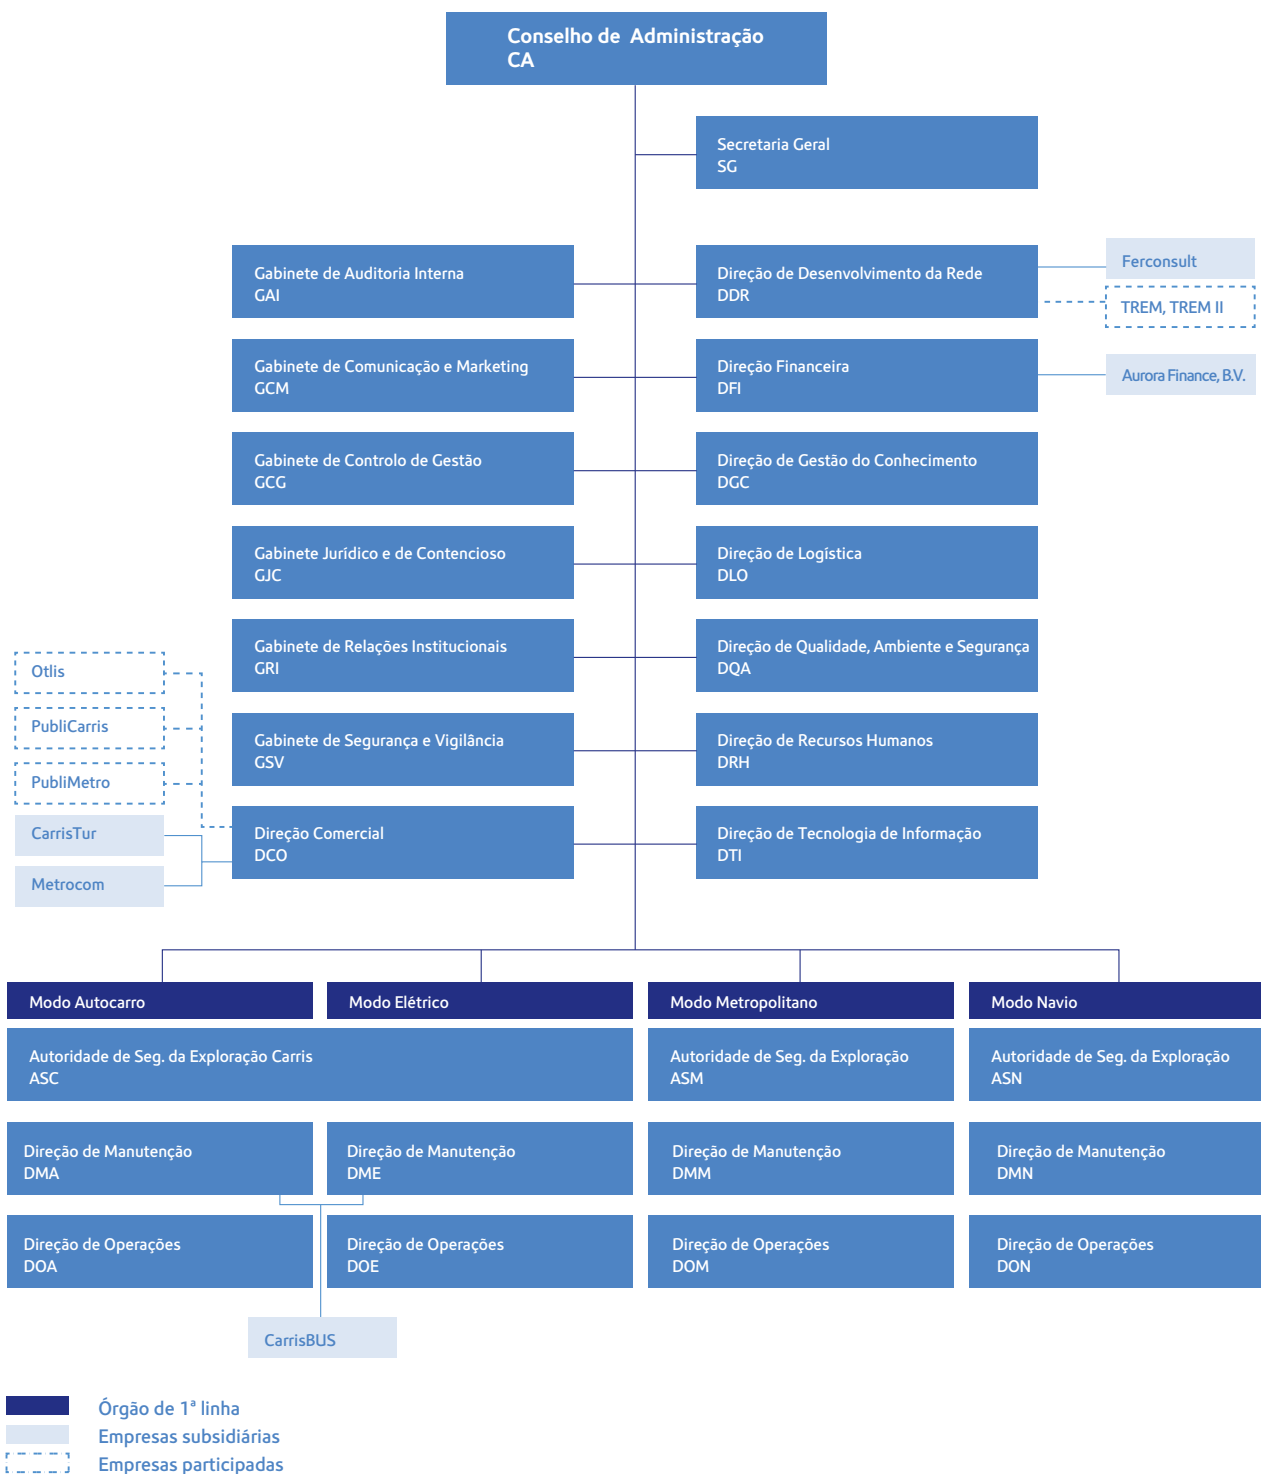 Conselho de Administração
CA
Secretaria Geral
SG
Gabinete de Auditoria Interna
GAI
Direção de Desenvolvimento da Rede
DDR
Ferconsult
TREM, TREM II
Gabinete de Comunicação e Marketing
GCM
Direção Financeira
DFI
Aurora Finance, B.V.
Gabinete de Controlo de Gestão
GCG
Direção de Gestão do Conhecimento
DGC
Gabinete Jurídico e de Contencioso
GJC
Direção de Logística
DLO
Gabinete de Relações Institucionais
GRI
Direção de Qualidade, Ambiente e Segurança
DQA
Otlis
PubliCarris
PubliMetro
CarrisTur
Metrocom
Gabinete de Segurança e Vigilância
GSV
Direção de Recursos Humanos
DRH
Direção Comercial
DCO
Direção de Tecnologia de Informação
DTI
Modo Autocarro
Modo Elétrico
Modo Metropolitano
Modo Navio
Autoridade de Seg. da Exploração Carris
ASC
Autoridade de Seg. da Exploração
ASM
Autoridade de Seg. da Exploração
ASN
Direção de Manutenção
DMA
Direção de Manutenção
DME
Direção de Manutenção
DMM
Direção de Manutenção
DMN
Direção de Operações
DOA
Direção de Operações
DOE
Direção de Operações
DOM
Direção de Operações
DON
CarrisBUS
Órgão de 1ª linha
Empresas subsidiárias
Empresas participadas